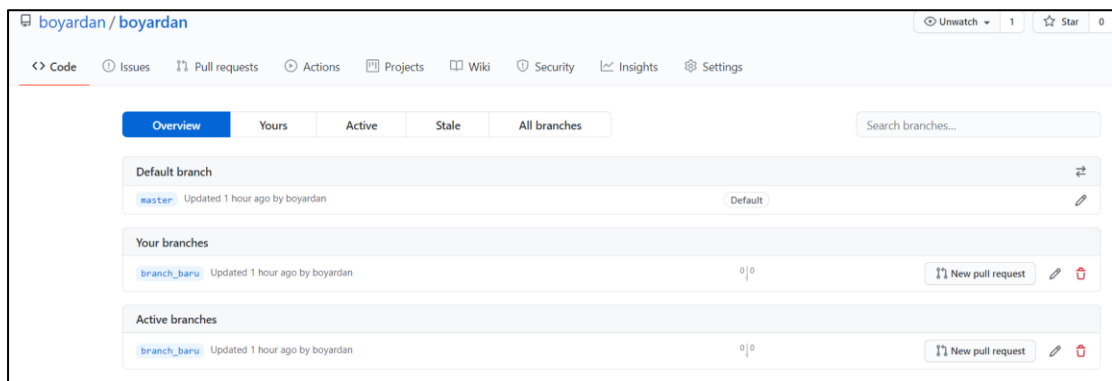 boyardan / boyardan Unwatch 1 Star 0
<> Code Issues Pull requests Actions Projects Wiki Security Insights Settings
Overview Yours Active Stale All branches Search branches...
Default branch
master Updated 1 hour ago by boyardan Default
Your branches
branch_baru Updated 1 hour ago by boyardan 0|0 New pull request
Active branches
branch_baru Updated 1 hour ago by boyardan 0|0 New pull request